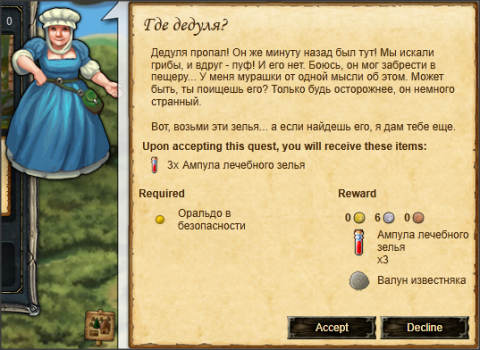 0
Где дедуля?
Дедуля пропал! Он же минуту назад был тут! Мы искали
грибы, и вдруг - пуф! И его нет. Боюсь, он мог забрести в
пещеру... У меня мурашки от одной мысли об этом. Может
быть, ты поищешь его? Только будь осторожнее, он немного
странный.
Вот, возьми эти зелья... а если найдешь его, я дам тебе еще.
Upon accepting this quest, you will receive these items:
3x Ампула лечебного зелья
Required
Оральдо в
безопасности
Reward
0 6 0
Ампула лечебного
зелья
x3
Валун известняка
Accept
Decline